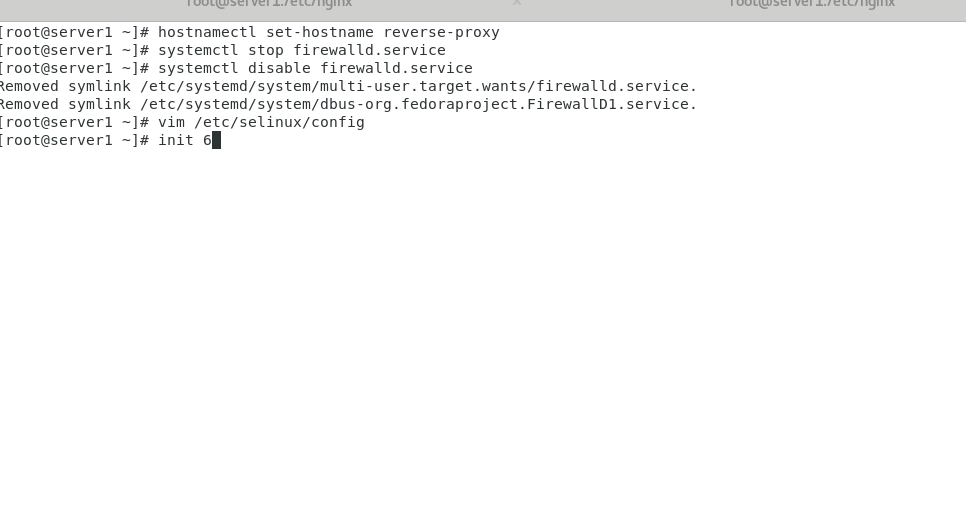 root@server1:/etc/nginx × root@server1:/etc/nginx
[root@server1 ~]# hostnamectl set-hostname reverse-proxy
[root@server1 ~]# systemctl stop firewalld.service
[root@server1 ~]# systemctl disable firewalld.service
Removed symlink /etc/systemd/system/multi-user.target.wants/firewalld.service.
Removed symlink /etc/systemd/system/dbus-org.fedoraproject.FirewallD1.service.
[root@server1 ~]# vim /etc/selinux/config
[root@server1 ~]# init 6